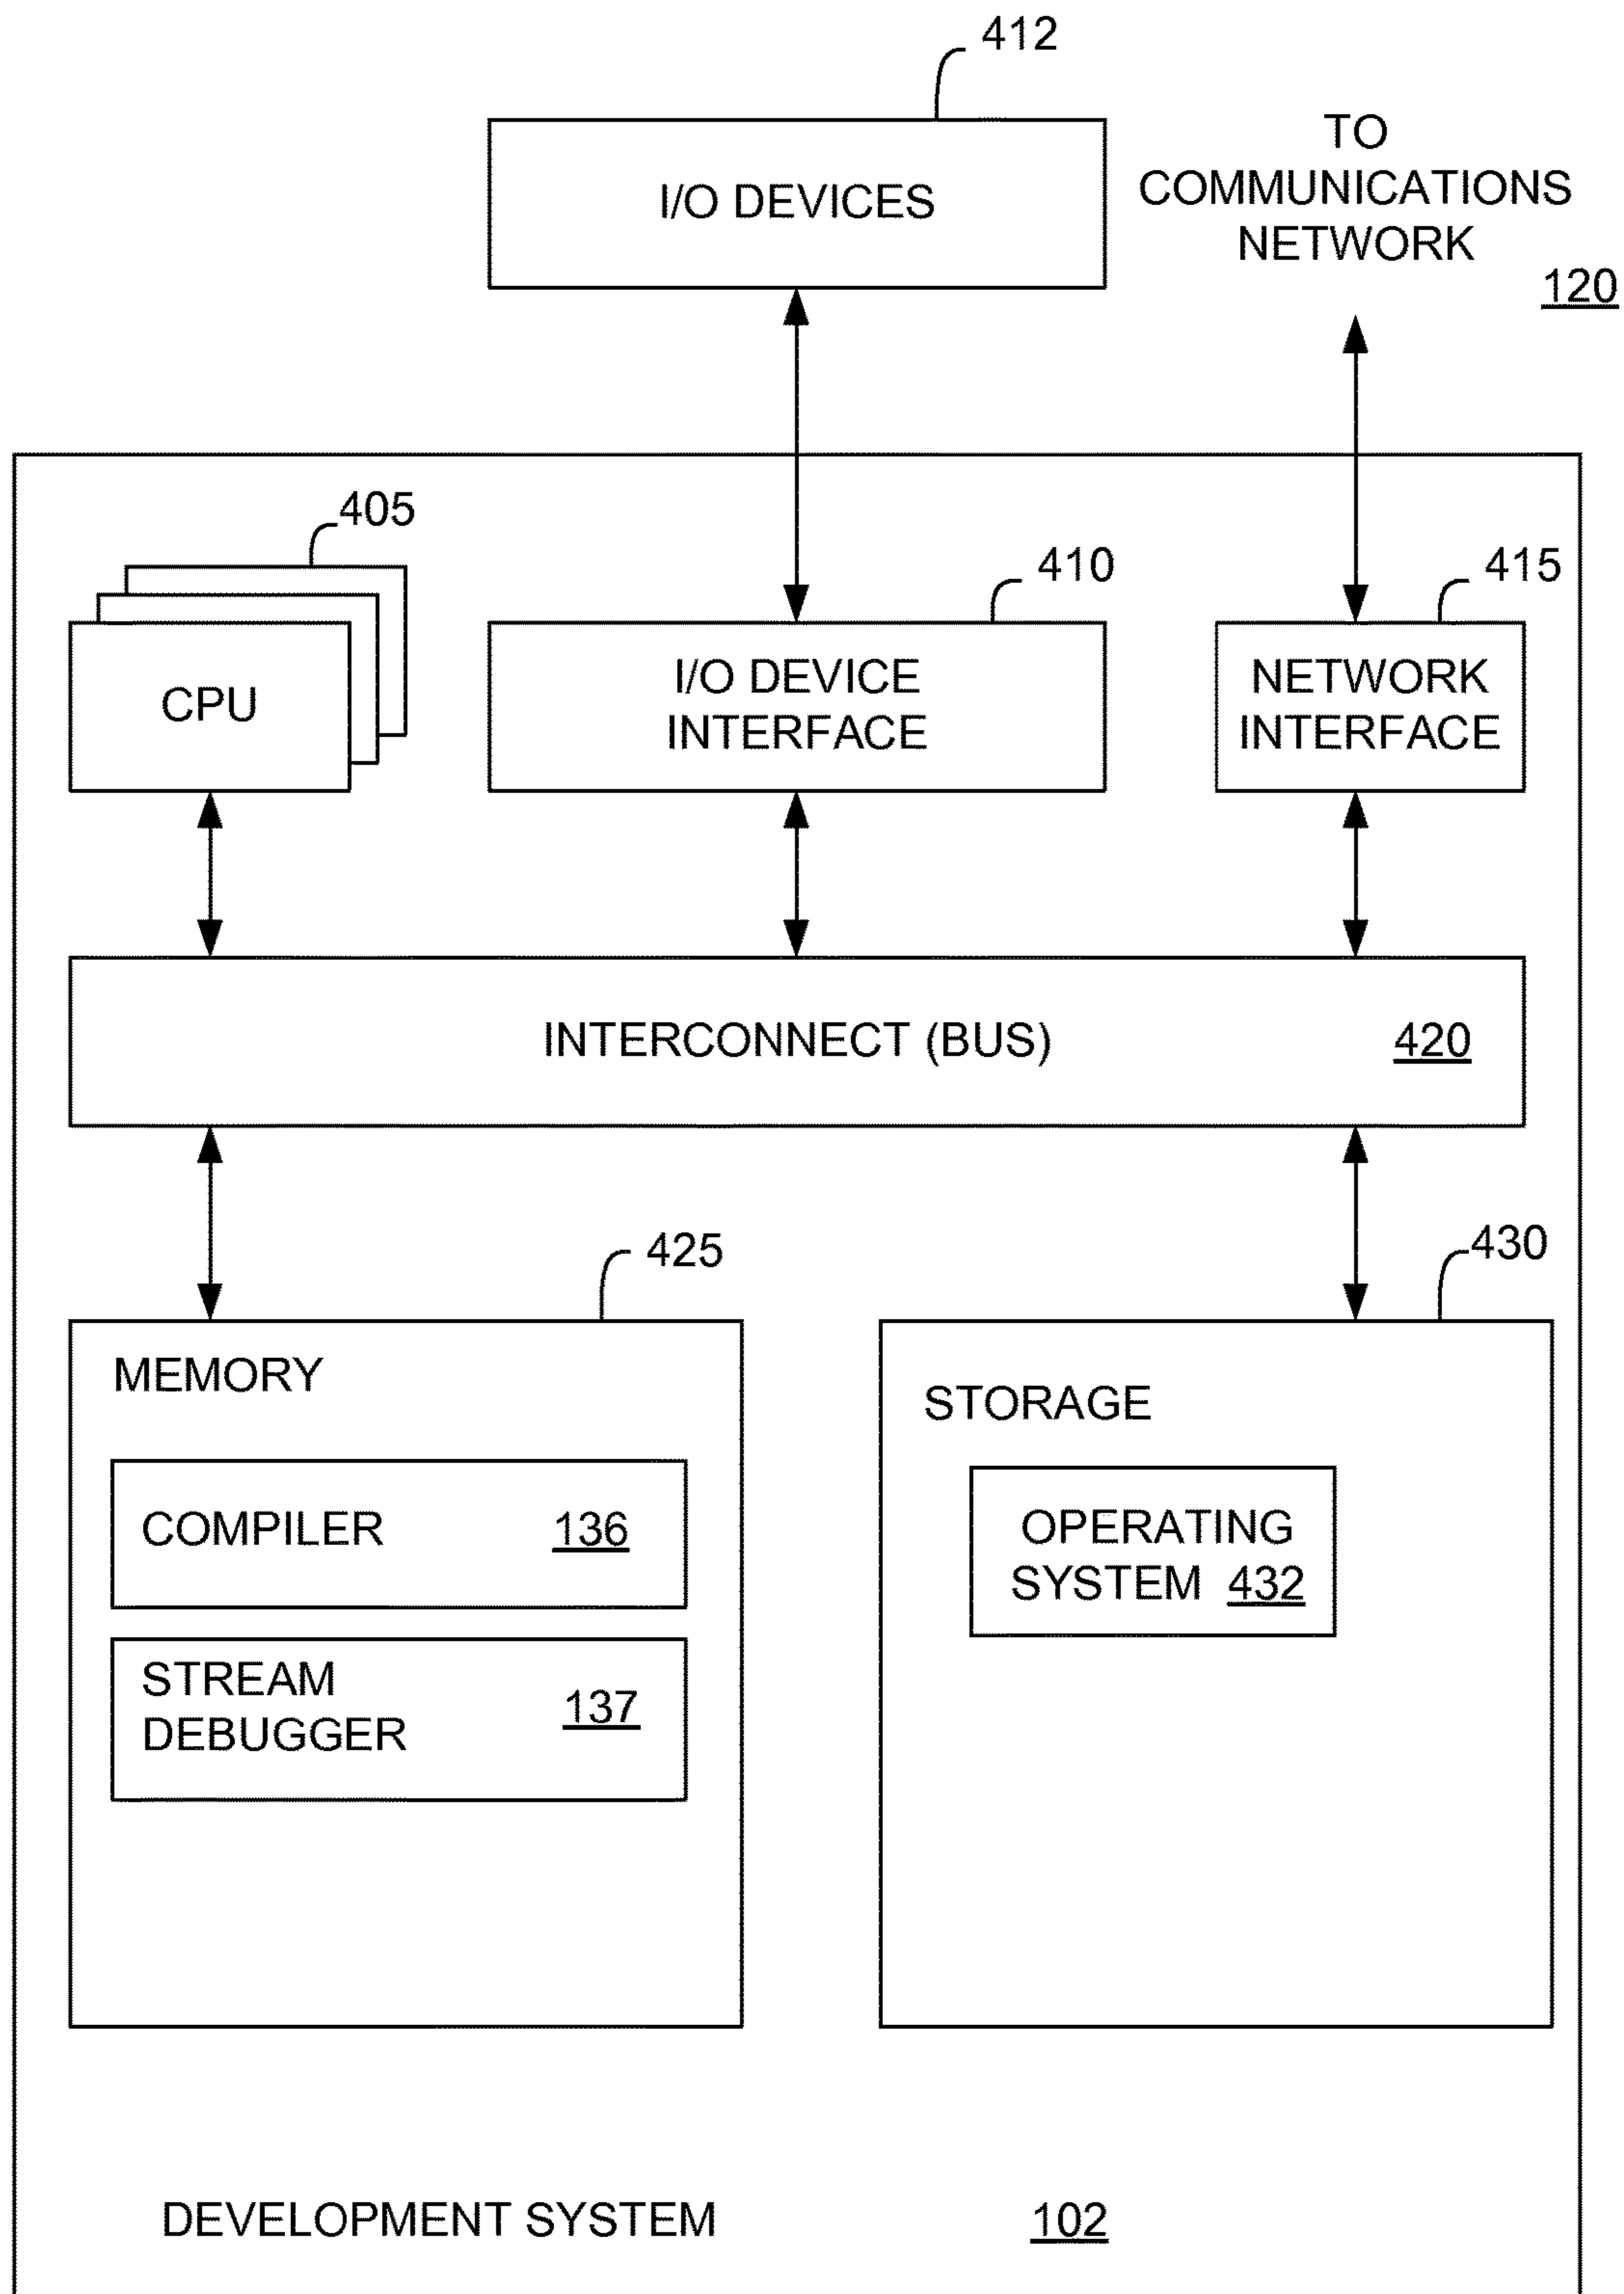 412
I/O DEVICES
TO
COMMUNICATIONS
NETWORK
120
405
CPU
410
I/O DEVICE
INTERFACE
415
NETWORK
INTERFACE
INTERCONNECT (BUS) 420
425
MEMORY
COMPILER 136
STREAM
DEBUGGER
137
430
STORAGE
OPERATING
SYSTEM 432
DEVELOPMENT SYSTEM 102